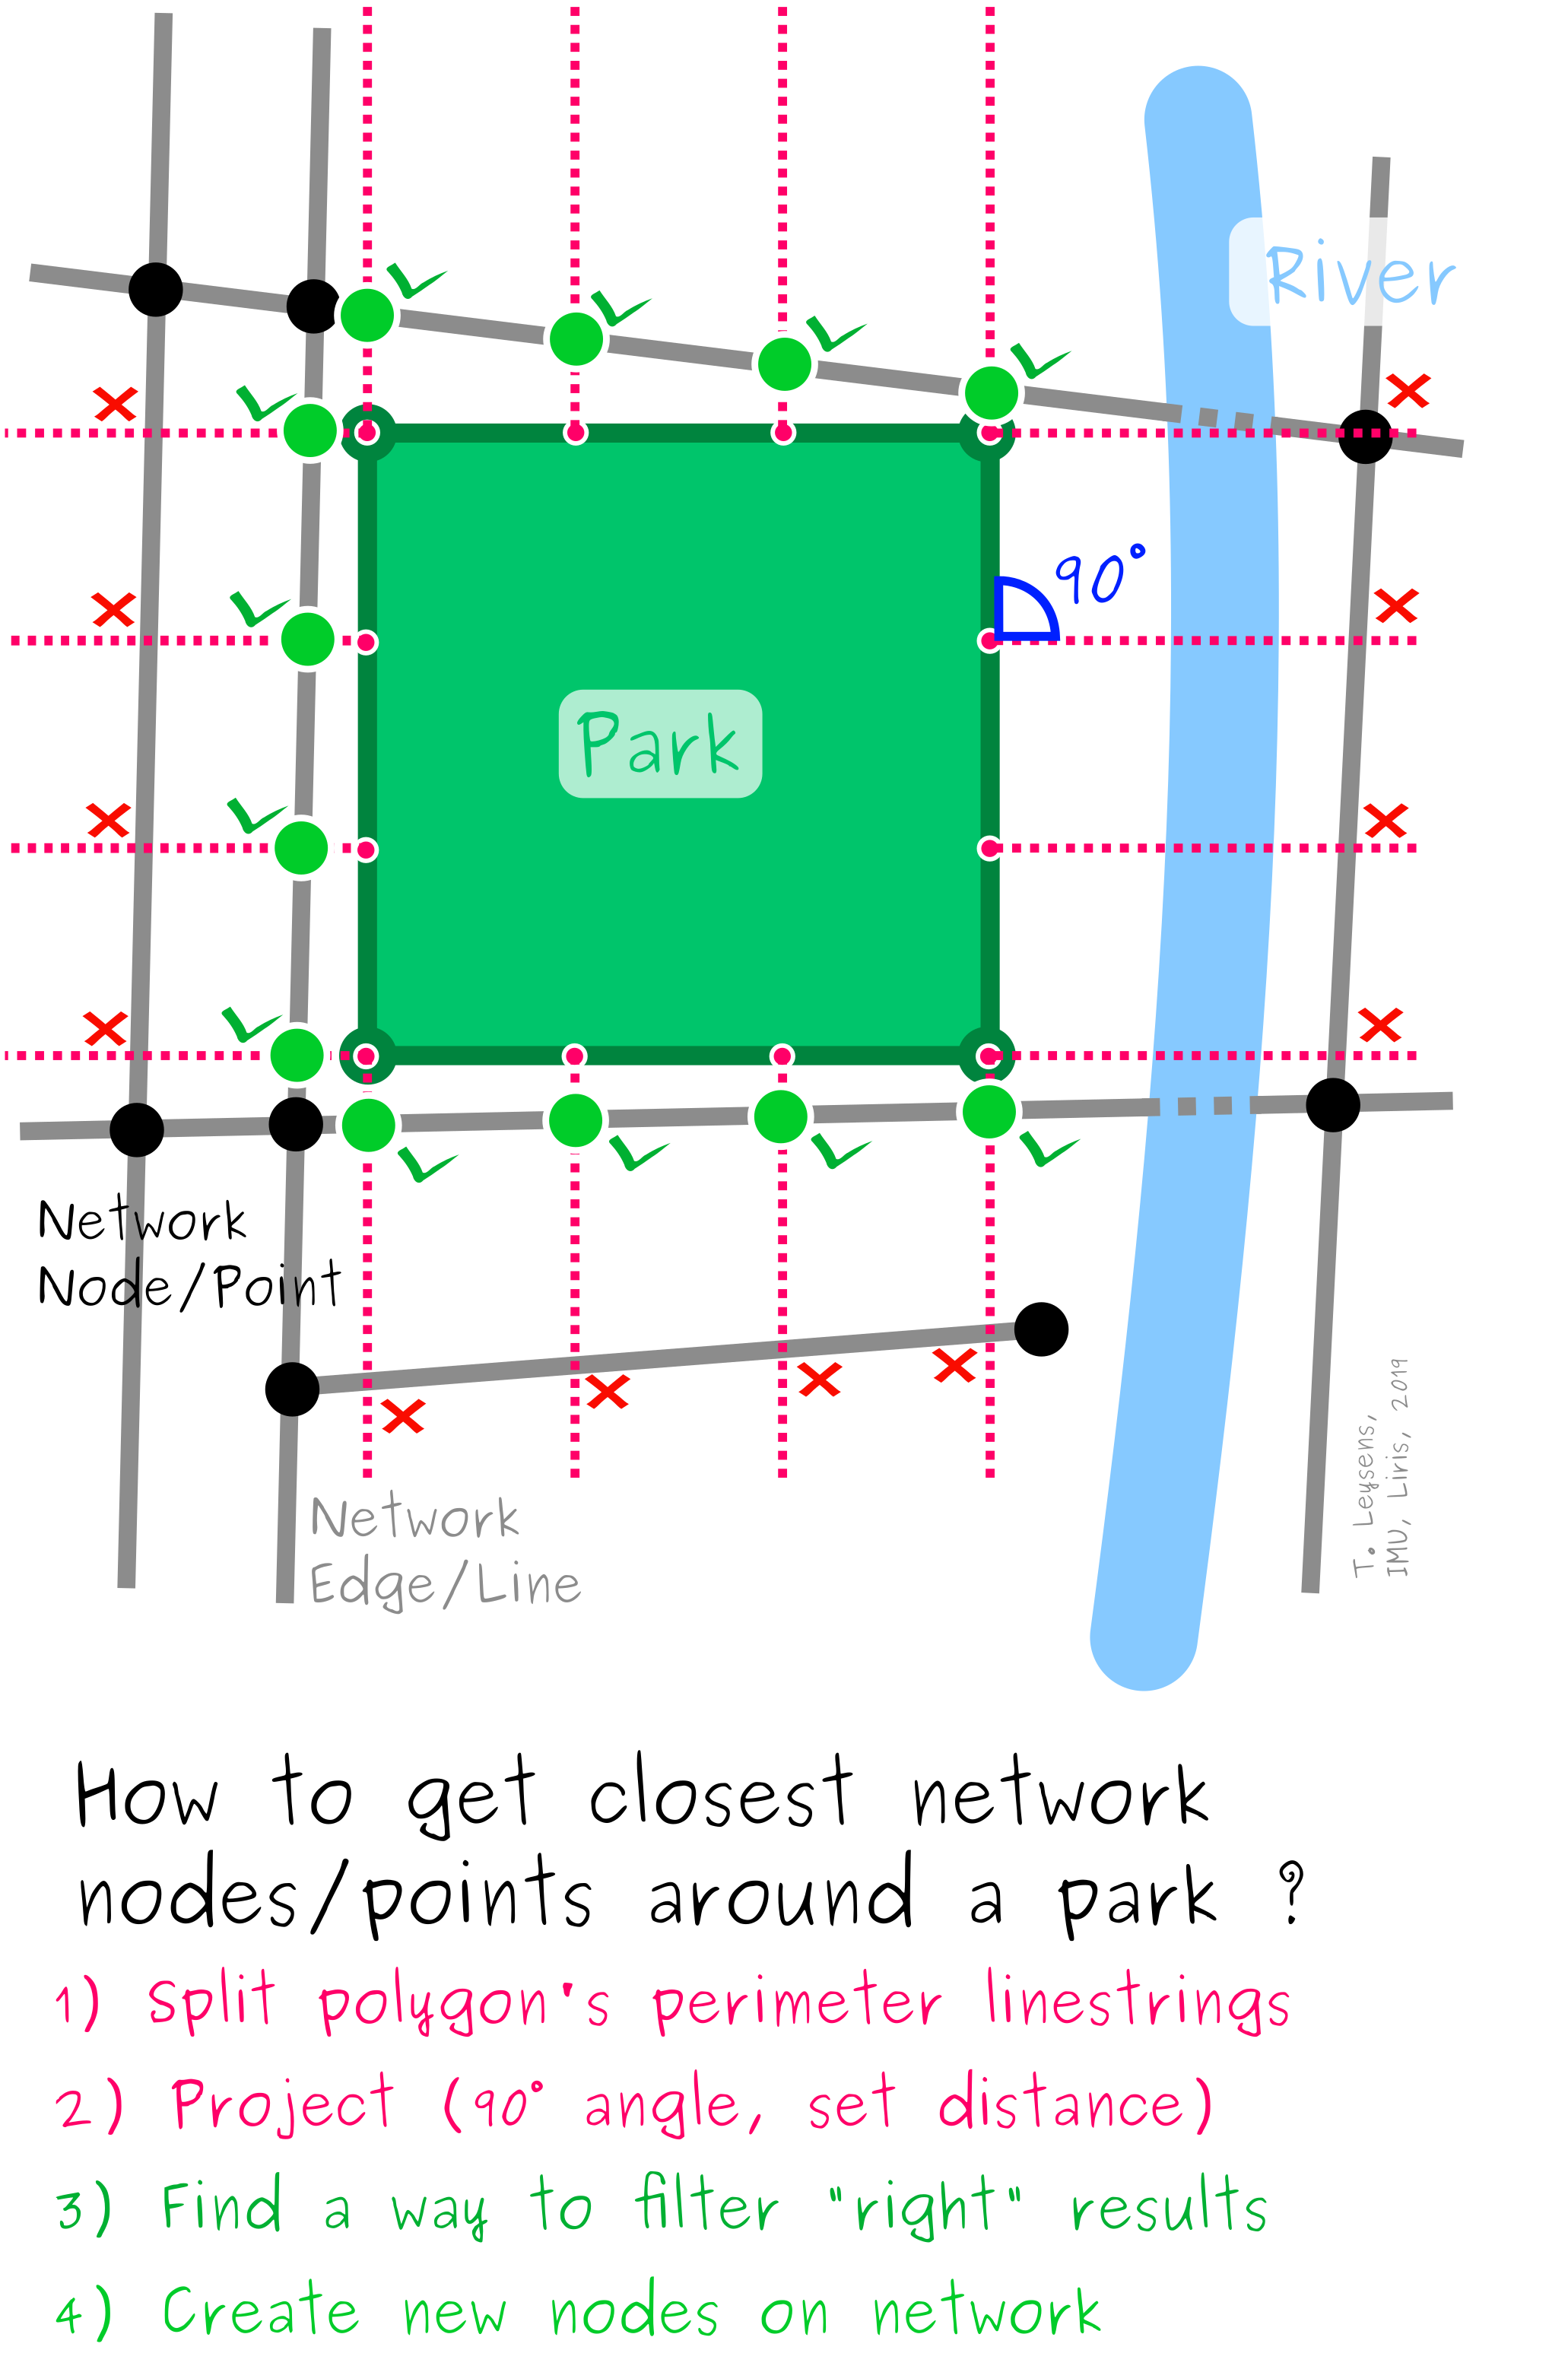 River
90°
Park
Network
Node/Point
Network
Edge/Line
T. Leysens,
IMU, Liris, 2019
How to get closest network
nodes/points around a park ?
1) Split polygon's perimeter linestrings
2) Project (90° angle, set distance)
3) Find a way to filter "right" results
4) Create new nodes on network